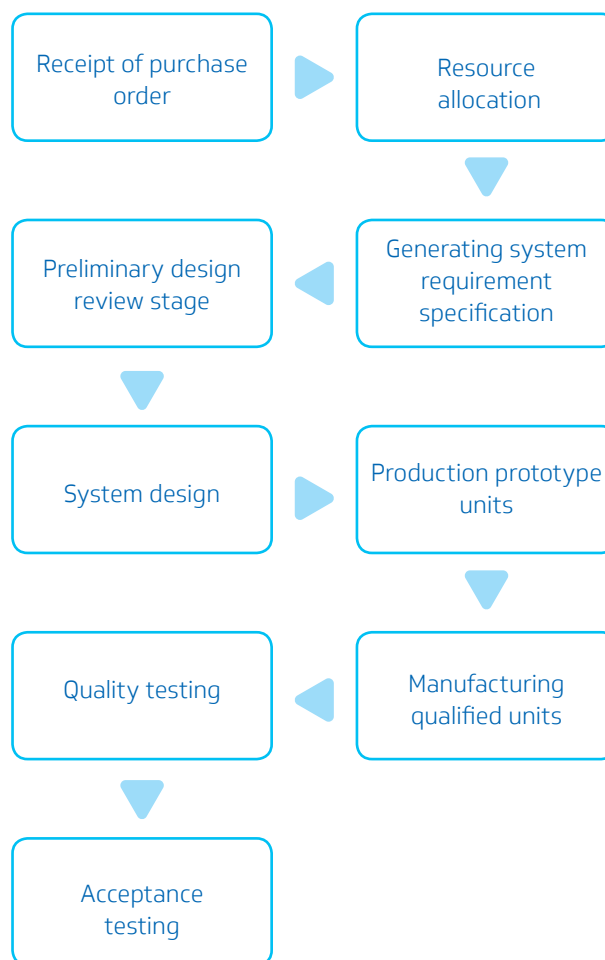 Receipt of purchase
order
Resource
allocation
Generating system
requirement
specification
Preliminary design
review stage
System design
Production prototype
units
Manufacturing
qualified units
Quality testing
Acceptance
testing